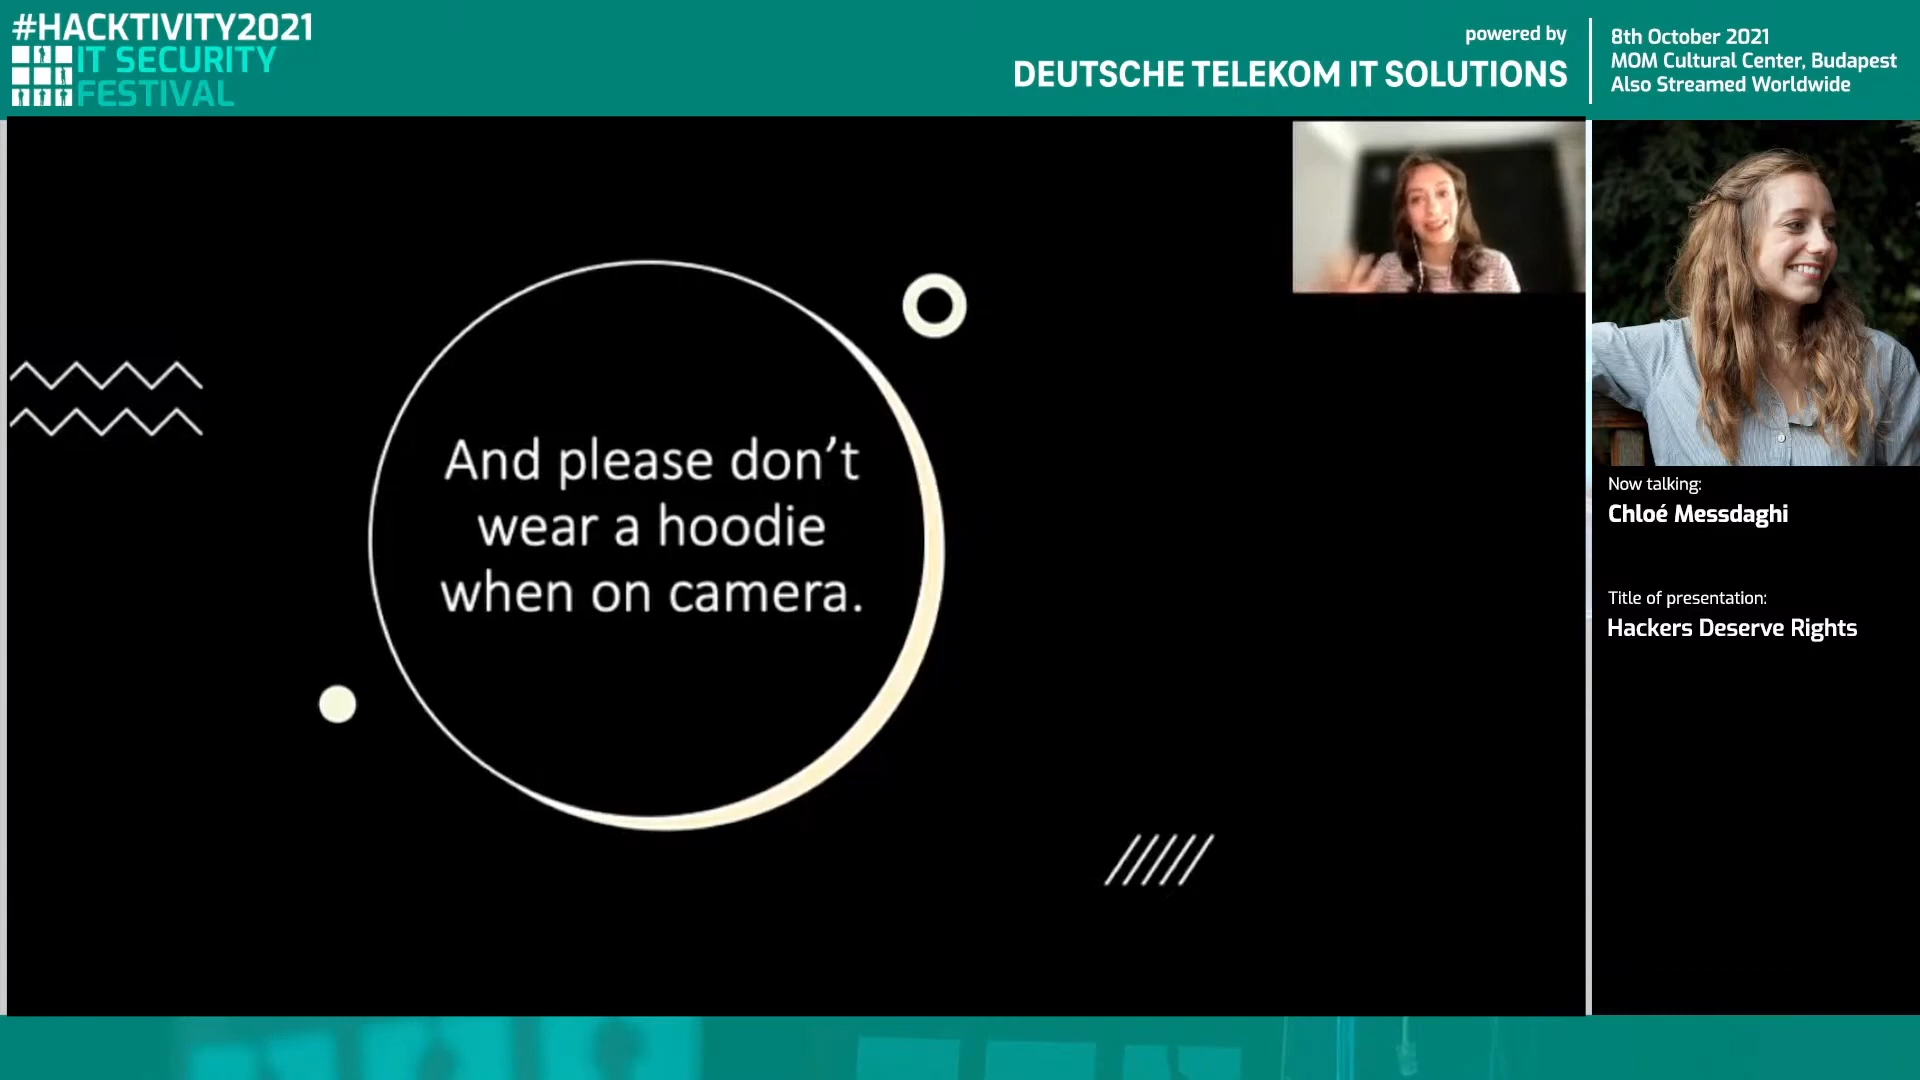 #HACKTIVITY2021
IT SECURITY
FESTIVAL
powered by
DEUTSCHE TELEKOM IT SOLUTIONS
8th October 2021
MOM Cultural Center, Budapest
Also Streamed Worldwide
And please don’t
wear a hoodie
when on camera.
Now talking:
Chloé Messdaghi
Title of presentation:
Hackers Deserve Rights